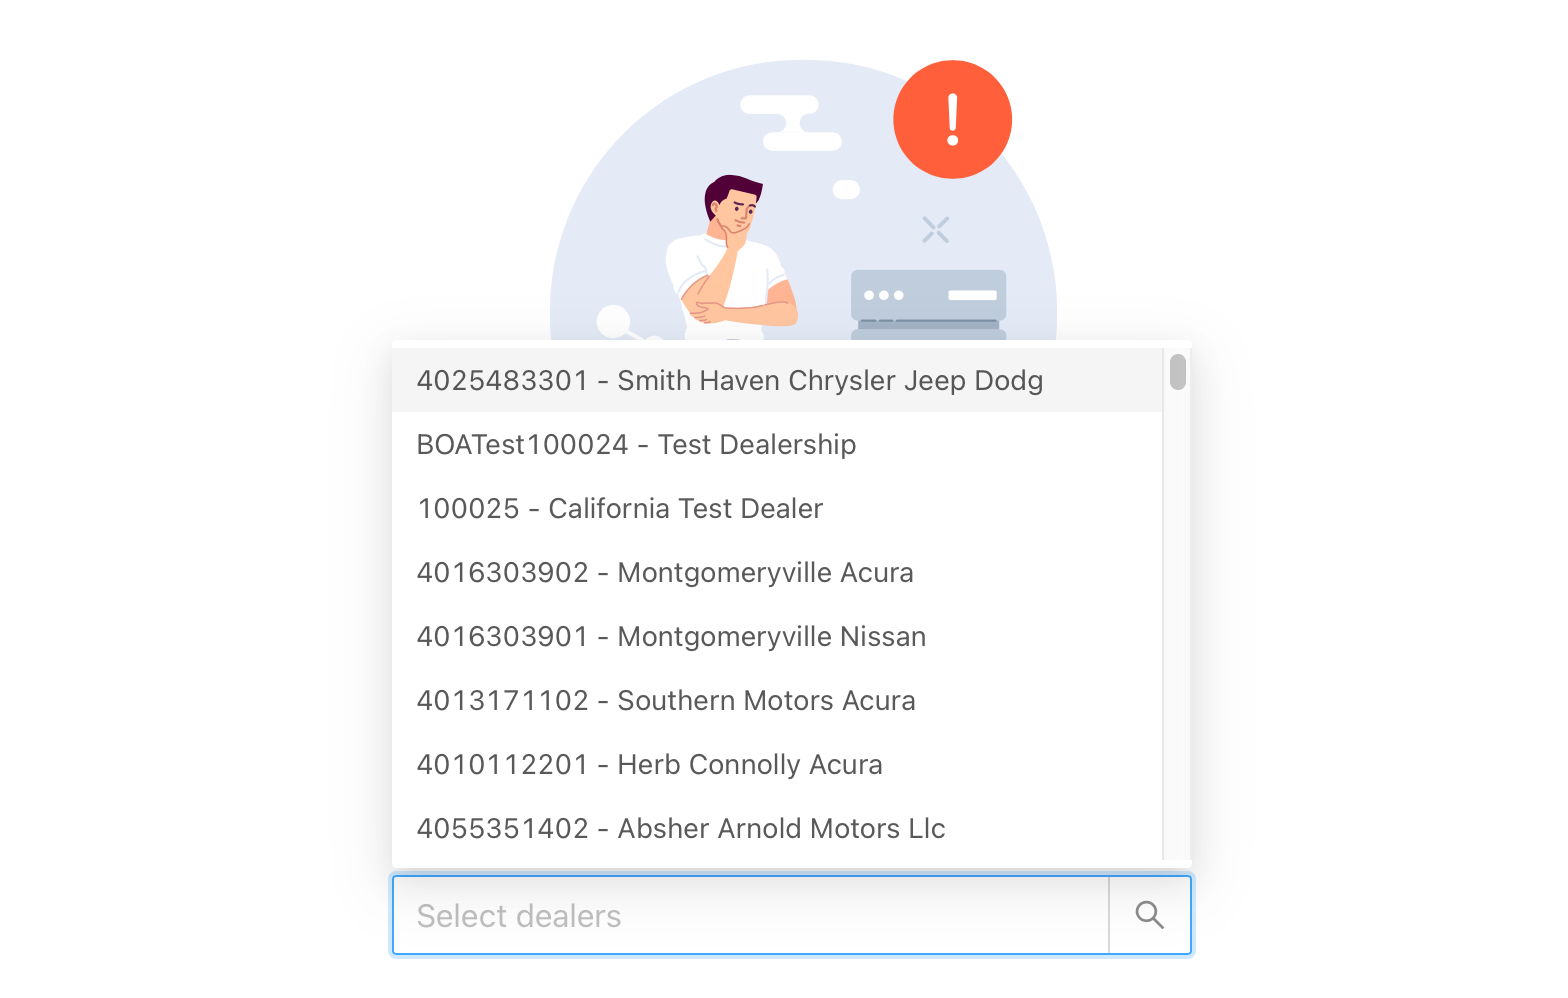 !
4025483301 - Smith Haven Chrysler Jeep Dodg
BOATest100024 - Test Dealership
100025 - California Test Dealer
4016303902 - Montgomeryville Acura
4016303901 - Montgomeryville Nissan
4013171102 - Southern Motors Acura
4010112201 - Herb Connolly Acura
4055351402 - Absher Arnold Motors Llc
Select dealers